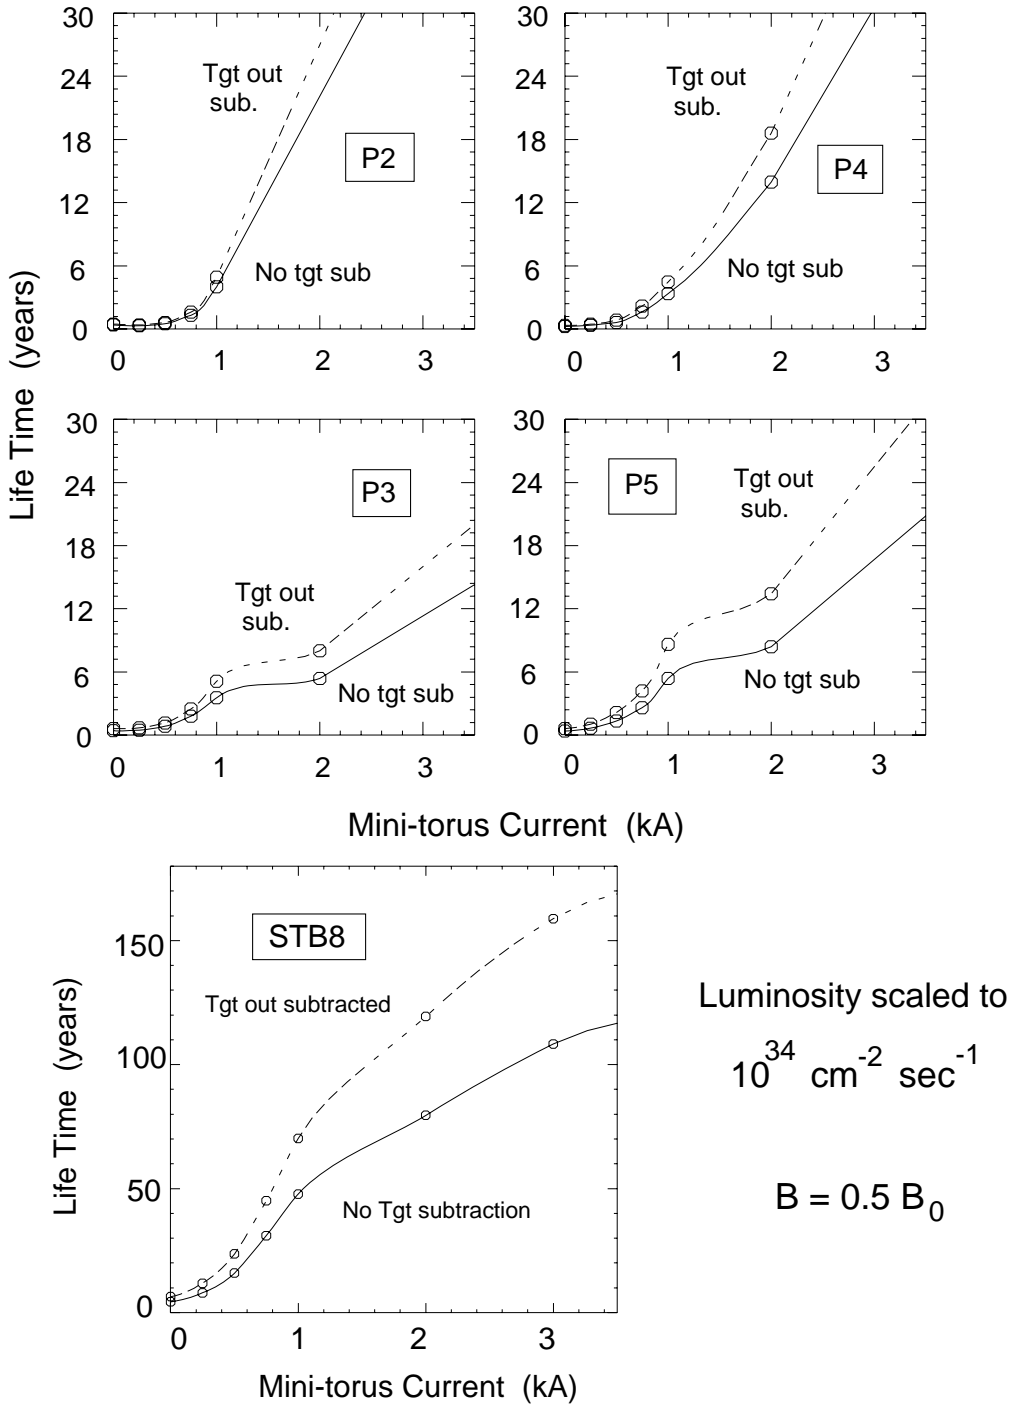 30
24
18
12
6
0
0
1
2
3
Tgt out
sub.
P2
No tgt sub
30
24
18
12
6
0
0
1
2
3
Tgt out
sub.
P4
No tgt sub
Life Time (years)
30
24
18
12
6
0
0
1
2
3
P3
Tgt out
sub.
No tgt sub
30
24
18
12
6
0
0
1
2
3
P5
Tgt out
sub.
No tgt sub
Mini-torus Current (kA)
150
100
50
0
0
1
2
3
Life Time (years)
STB8
Tgt out subtracted
No Tgt subtraction
Mini-torus Current (kA)
Luminosity scaled to
10^34 cm^-2 sec^-1
B = 0.5 B_0